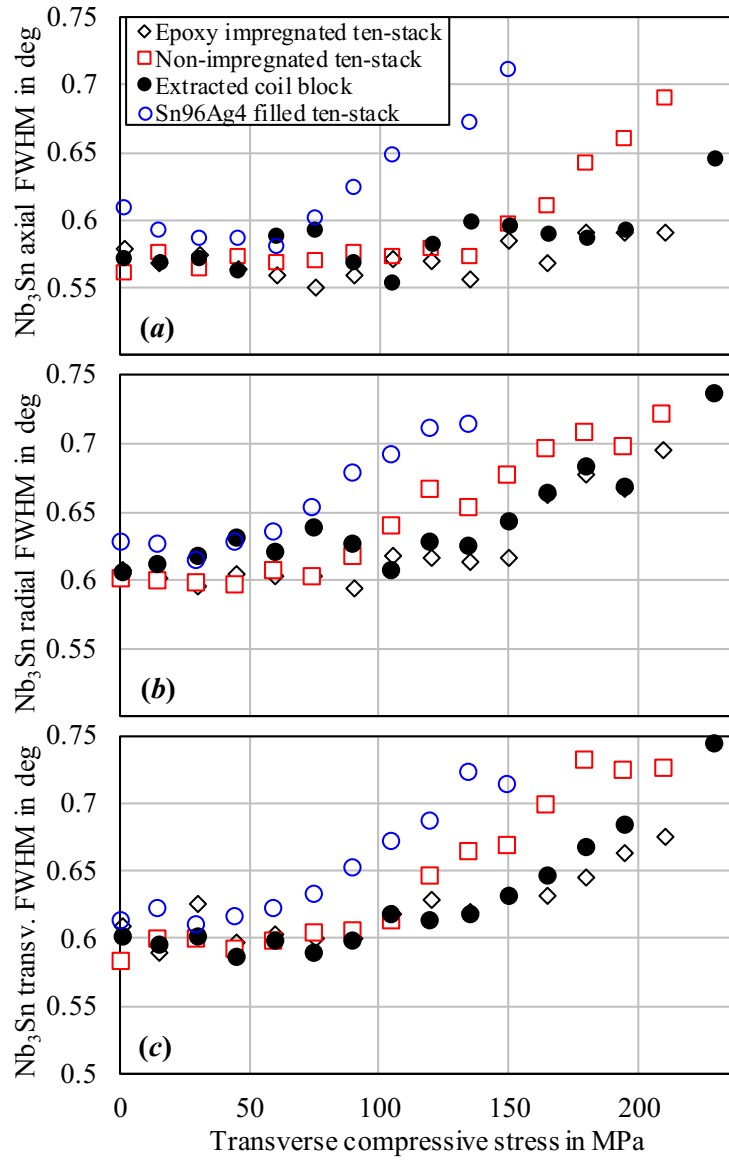 0.75
Epoxy impregnated ten-stack
Non-impregnated ten-stack
Extracted coil block
Sn96Ag4 filled ten-stack
0.7
0.65
0.6
0.55
Nb₃Sn axial FWHM in deg
(a)
0.75
0.7
0.65
0.6
0.55
Nb₃Sn radial FWHM in deg
(b)
0.75
0.7
0.65
0.6
0.55
0.5
Nb₃Sn transv. FWHM in deg
(c)
0 50 100 150 200
Transverse compressive stress in MPa